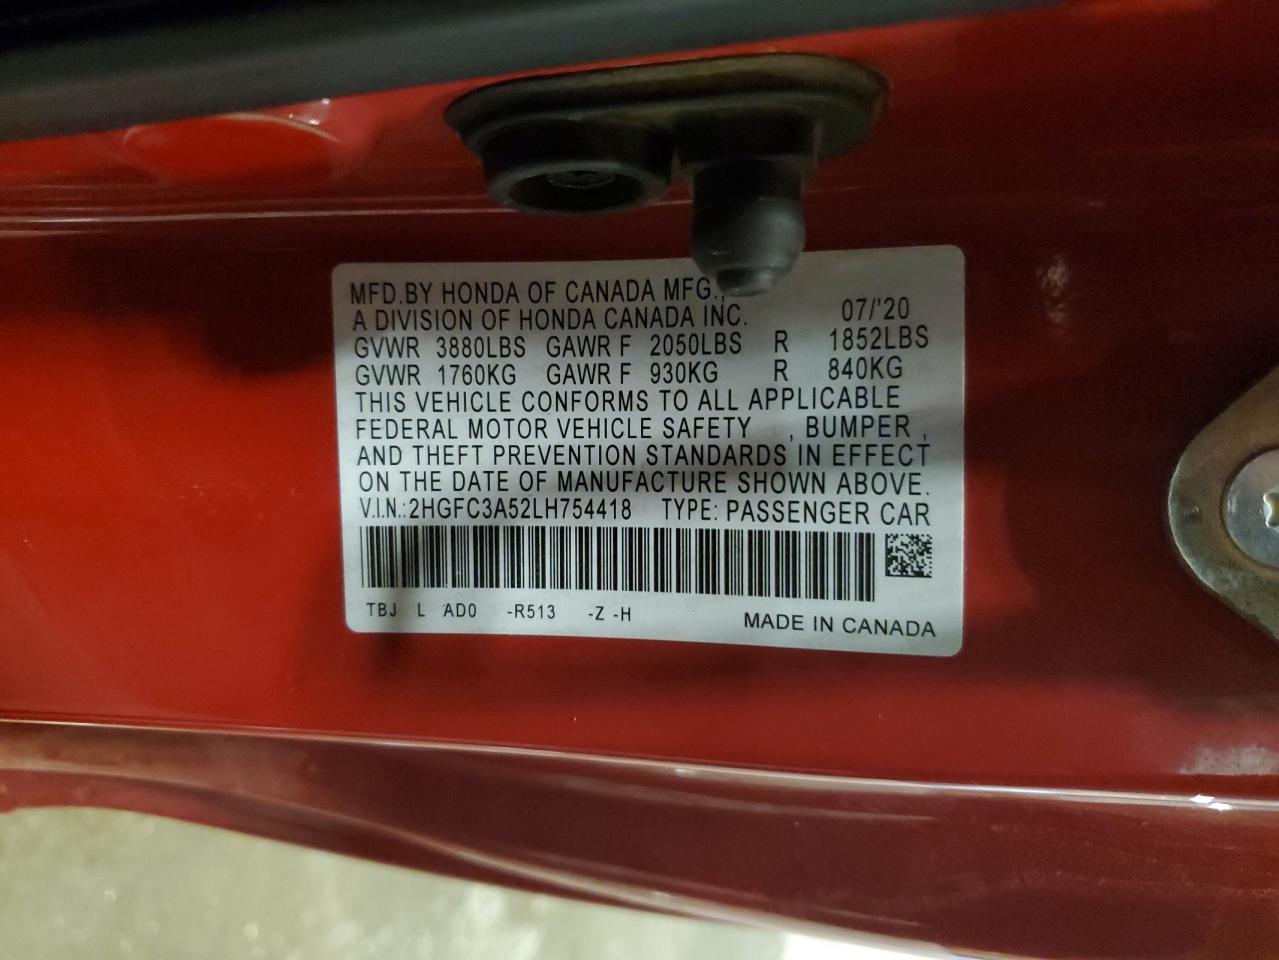 MFD.BY HONDA OF CANADA MFG.,
A DIVISION OF HONDA CANADA INC. 07/'20
GVWR 3880LBS GAWR F 2050LBS R 1852LBS
GVWR 1760KG GAWR F 930KG R 840KG
THIS VEHICLE CONFORMS TO ALL APPLICABLE
FEDERAL MOTOR VEHICLE SAFETY , BUMPER ,
AND THEFT PREVENTION STANDARDS IN EFFECT
ON THE DATE OF MANUFACTURE SHOWN ABOVE.
V.I.N.: 2HGFC3A52LH754418 TYPE: PASSENGER CAR
TBJ L AD0 -R513 -Z -H
MADE IN CANADA